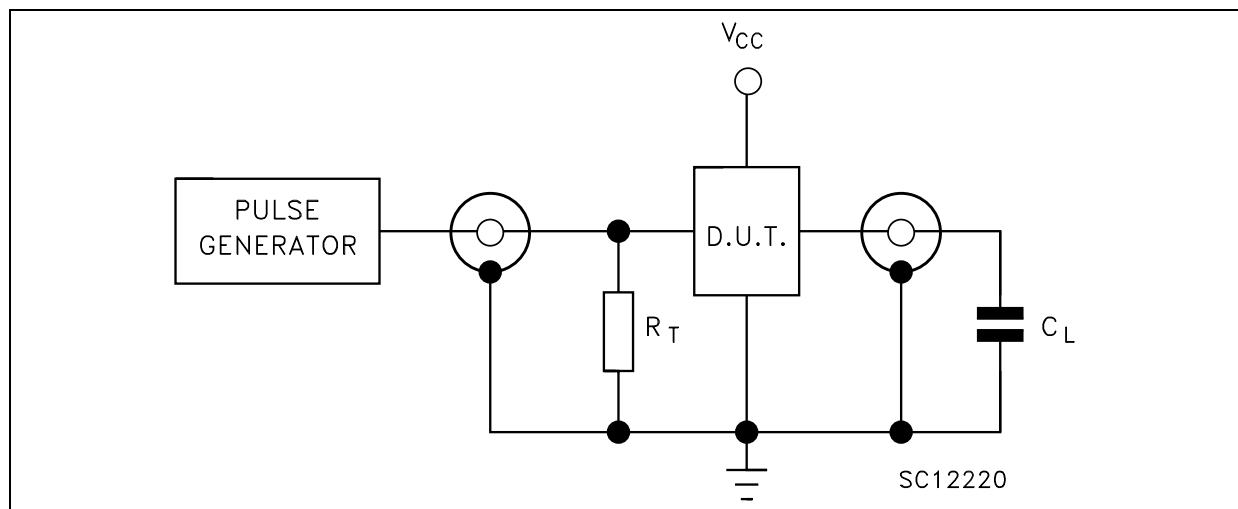 VCC
PULSE
GENERATOR
D.U.T.
RT
CL
SC12220